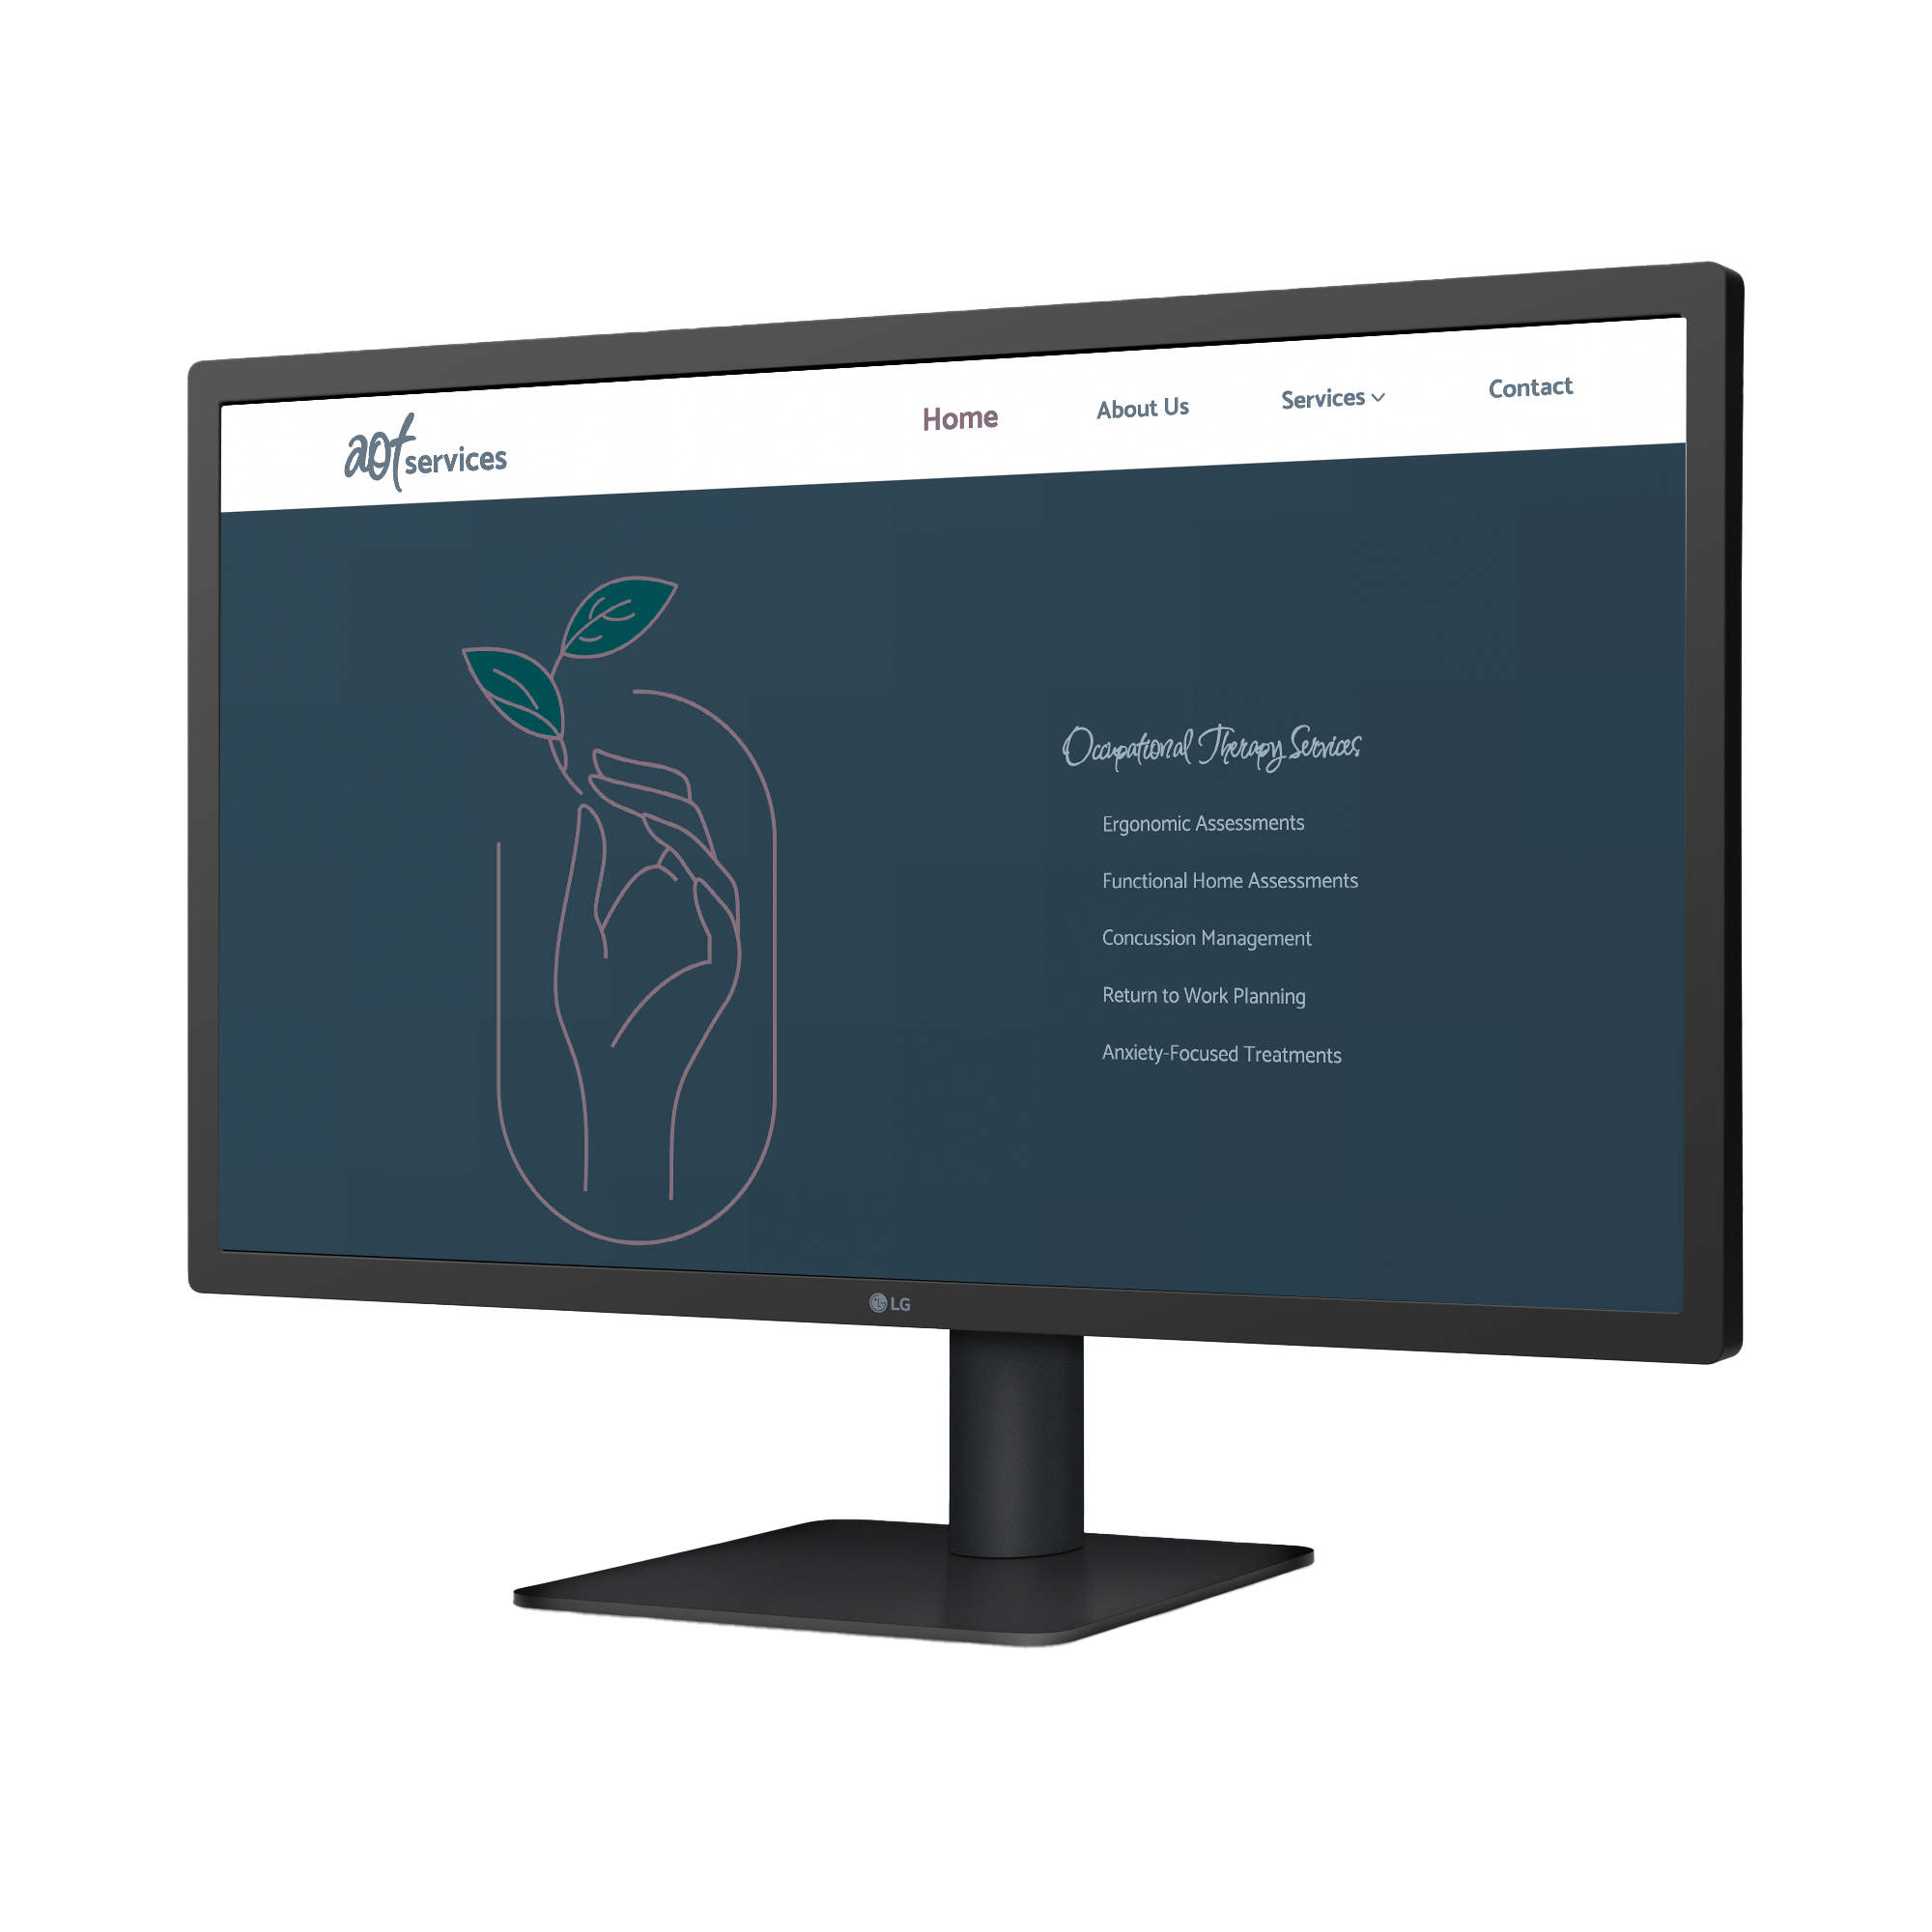 aot services
Home
About Us
Services
Contact
Occupational Therapy Services
Ergonomic Assessments
Functional Home Assessments
Concussion Management
Return to Work Planning
Anxiety-Focused Treatments
LG